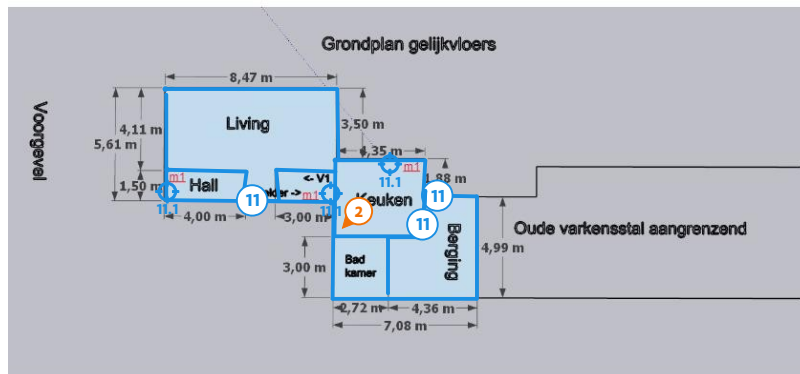 Grondplan gelijkvloers
8,47 m
Voorgevel
4,11 m
5,61 m
Living
3,50 m
4,35 m
m1
11.1
1,88 m
m1
1,50 m
Hall
<- V1
m1
11.1
11
11.1
Keuken
11
2
11
4,00 m
3,00 m
Oude varkensstal aangrenzend
4,99 m
Berging
3,00 m
Bad
kamer
2,72 m
4,36 m
7,08 m